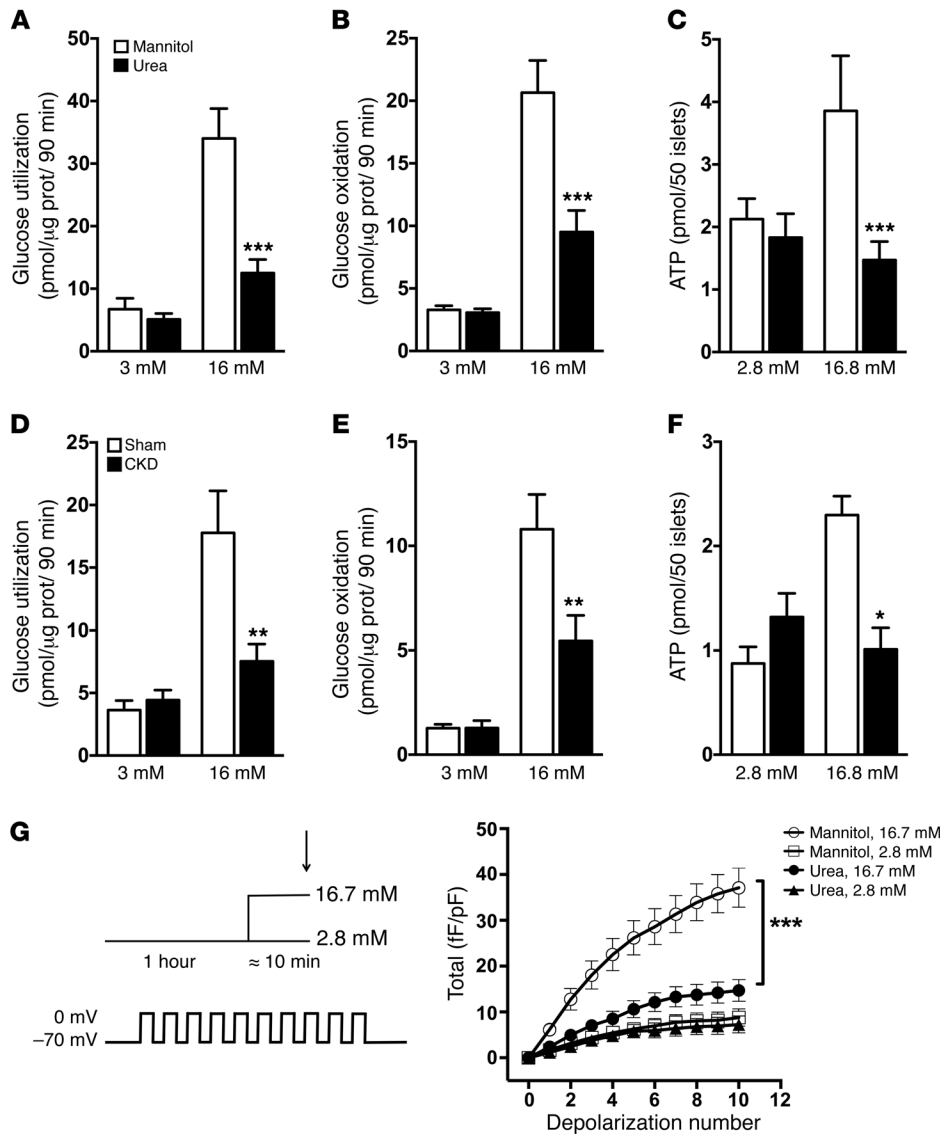 A
Glucose utilization
(pmol/μg prot/ 90 min)
50
40
30
20
10
0
Mannitol
Urea
***
3 mM
16 mM
B
Glucose oxidation
(pmol/μg prot/ 90 min)
25
20
15
10
5
0
***
3 mM
16 mM
C
ATP (pmol/50 islets)
5
4
3
2
1
0
***
2.8 mM
16.8 mM
D
Glucose utilization
(pmol/μg prot/ 90 min)
25
20
15
10
5
0
Sham
CKD
**
3 mM
16 mM
E
Glucose oxidation
(pmol/μg prot/ 90 min)
15
10
5
0
**
3 mM
16 mM
F
ATP (pmol/50 islets)
3
2
1
0
*
2.8 mM
16.8 mM
G
16.7 mM
2.8 mM
1 hour
≈ 10 min
0 mV
–70 mV
Total (fF/pF)
50
40
30
20
10
0
0 2 4 6 8 10 12
Depolarization number
Mannitol, 16.7 mM
Mannitol, 2.8 mM
Urea, 16.7 mM
Urea, 2.8 mM
***